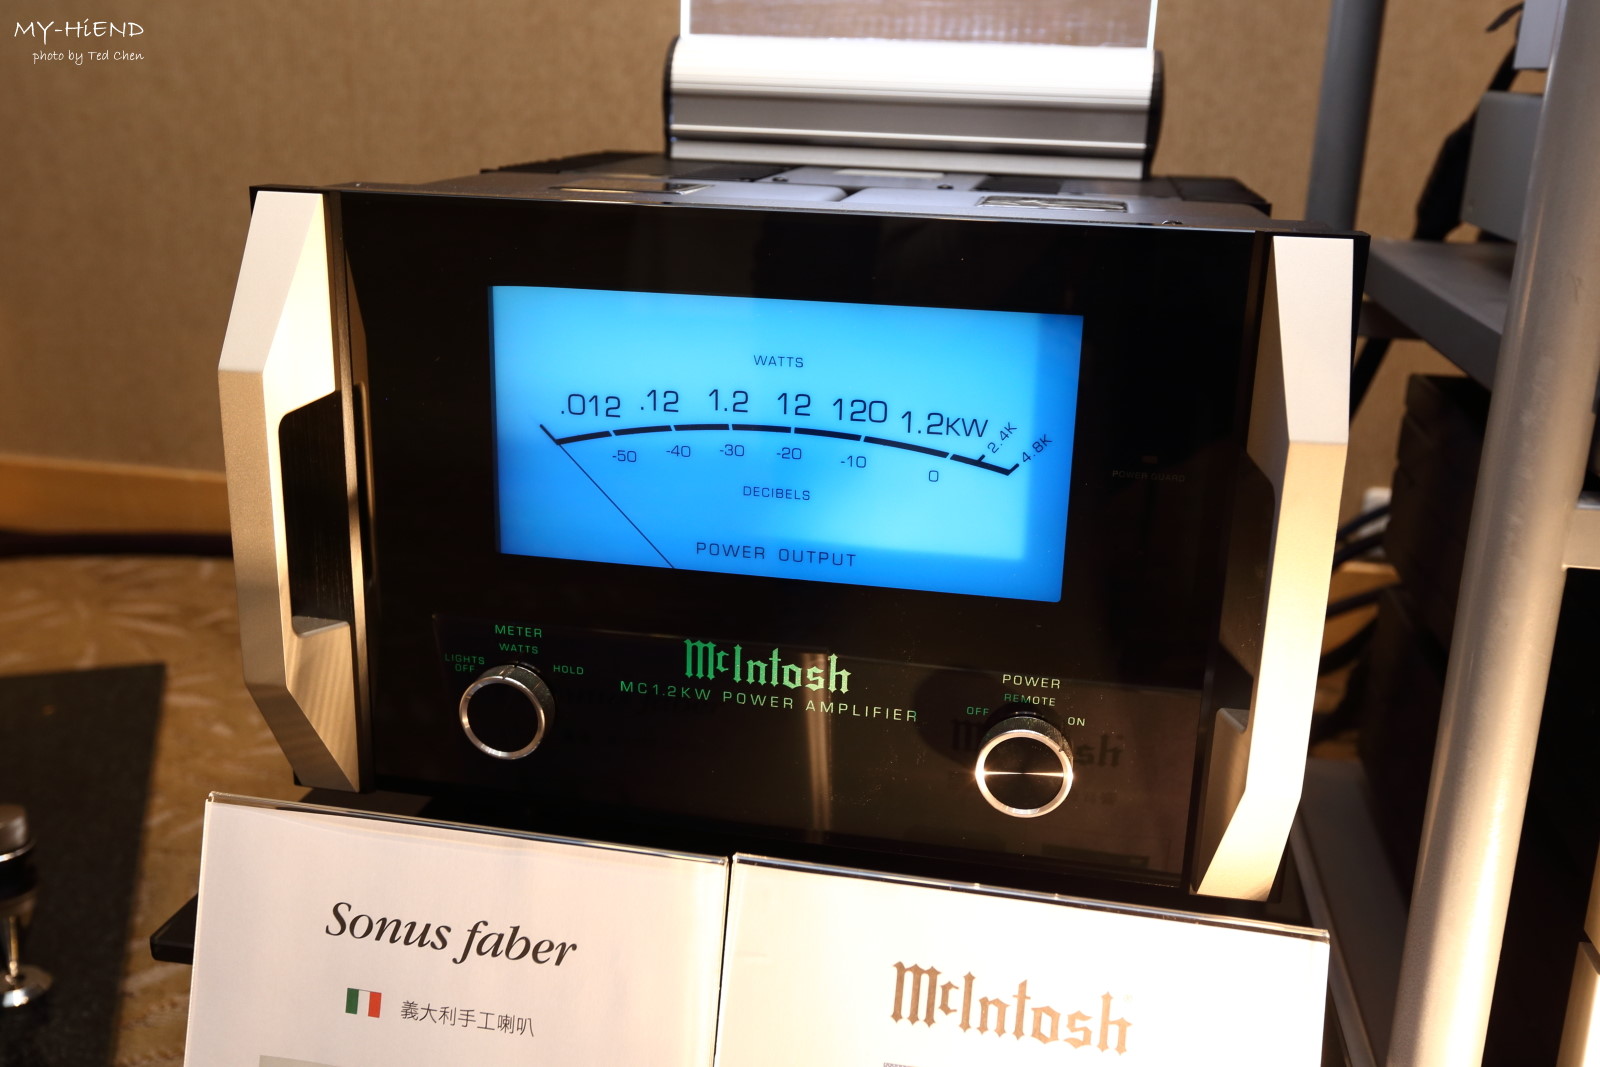 MY-HiEND
photo by Ted Chen
WATTS
.012 .12 1.2 12 120 1.2KW 2.4K 4.8K
-50 -40 -30 -20 -10 0
DECIBELS
POWER OUTPUT
POWER GUARD
METER
WATTS
LIGHTS OFF
HOLD
McIntosh
MC1.2KW POWER AMPLIFIER
POWER
REMOTE
OFF
ON
Sonus faber
義大利手工喇叭
McIntosh